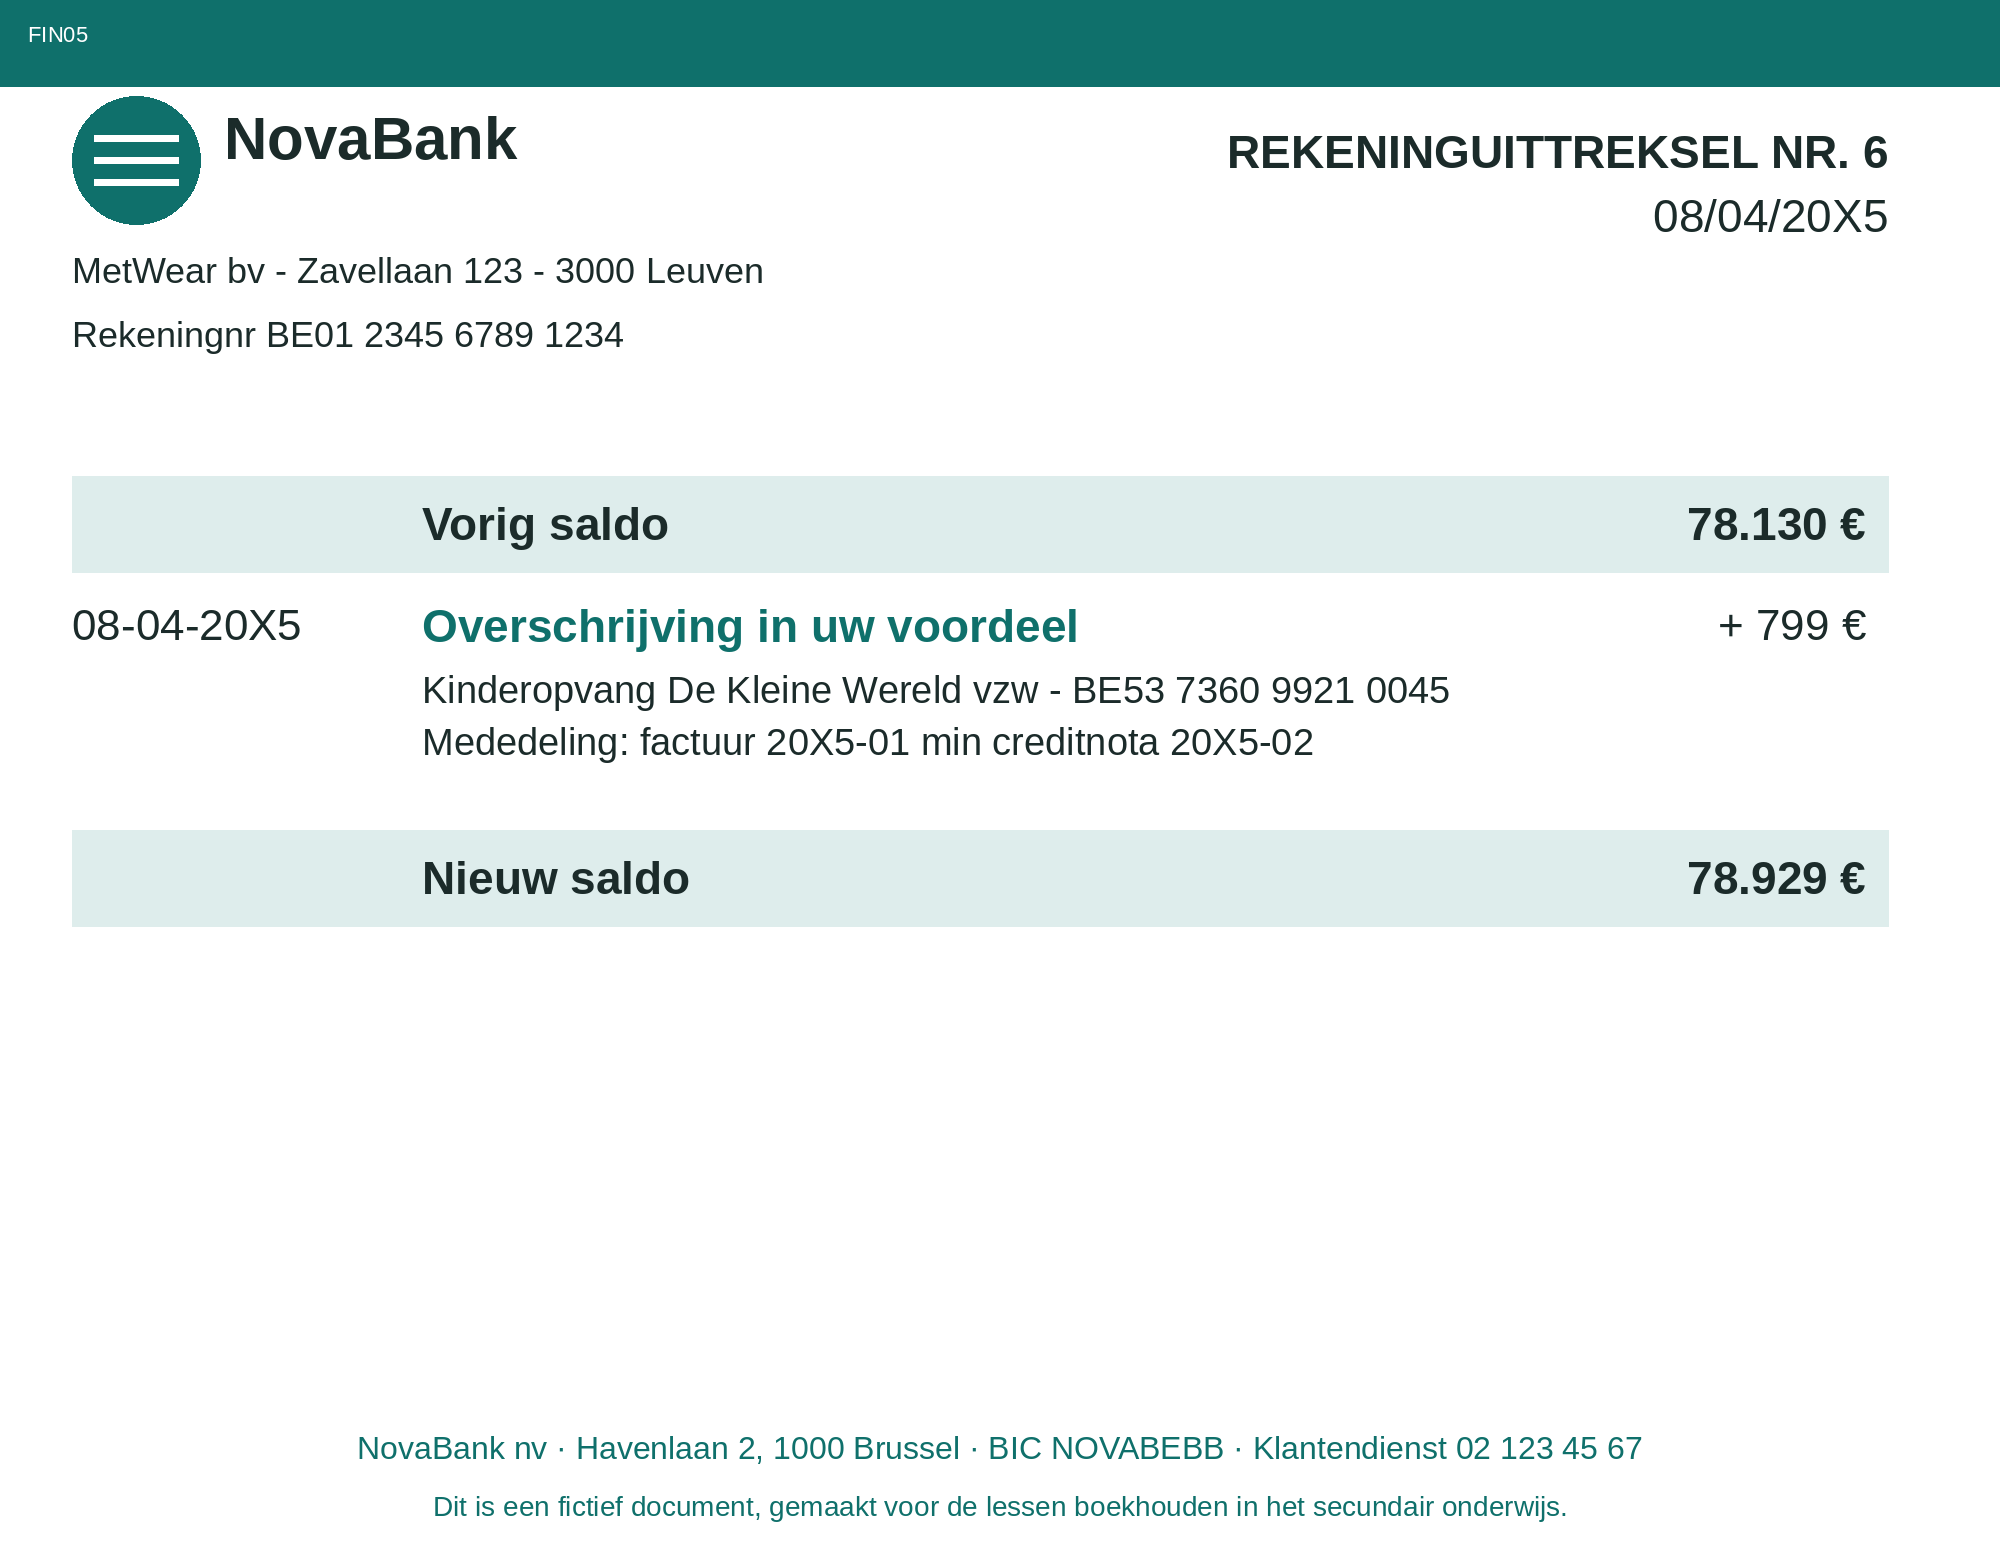 FIN05
NovaBank
REKENINGUITTREKSEL NR. 6
08/04/20X5
MetWear bv - Zavellaan 123 - 3000 Leuven
Rekeningnr BE01 2345 6789 1234
Vorig saldo 78.130 €
08-04-20X5 Overschrijving in uw voordeel + 799 €
Kinderopvang De Kleine Wereld vzw - BE53 7360 9921 0045
Mededeling: factuur 20X5-01 min creditnota 20X5-02
Nieuw saldo 78.929 €
NovaBank nv · Havenlaan 2, 1000 Brussel · BIC NOVABEBB · Klantendienst 02 123 45 67
Dit is een fictief document, gemaakt voor de lessen boekhouden in het secundair onderwijs.